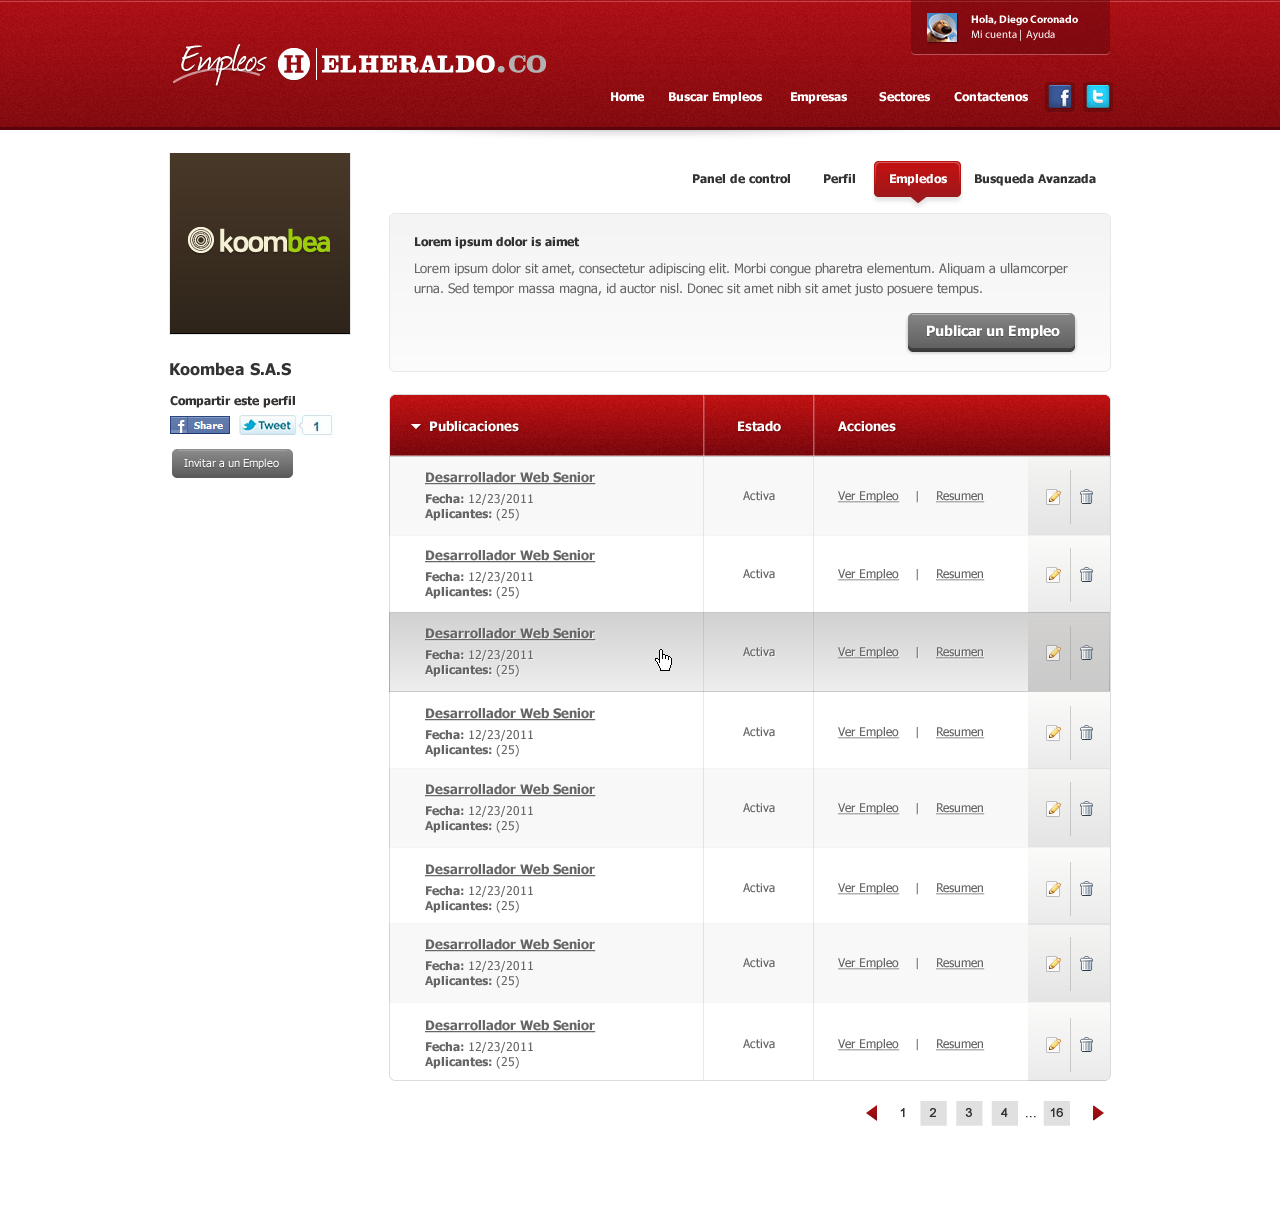 Hola, Diego Coronado
Mi cuenta | Ayuda
Empleos H ELHERALDO.CO
Home Buscar Empleos Empresas Sectores Contactenos f t
koombea
Panel de control Perfil Empledos Busqueda Avanzada
Lorem ipsum dolor is aimet
Lorem ipsum dolor sit amet, consectetur adipiscing elit. Morbi congue pharetra elementum. Aliquam a ullamcorper
urna. Sed tempor massa magna, id auctor nisl. Donec sit amet nibh sit amet justo posuere tempus.
Publicar un Empleo
Koombea S.A.S
Compartir este perfil
f Share Tweet 1
Invitar a un Empleo
Publicaciones Estado Acciones
Desarrollador Web Senior
Fecha: 12/23/2011
Aplicantes: (25)
Activa
Ver Empleo | Resumen
Desarrollador Web Senior
Fecha: 12/23/2011
Aplicantes: (25)
Activa
Ver Empleo | Resumen
Desarrollador Web Senior
Fecha: 12/23/2011
Aplicantes: (25)
Activa
Ver Empleo | Resumen
Desarrollador Web Senior
Fecha: 12/23/2011
Aplicantes: (25)
Activa
Ver Empleo | Resumen
Desarrollador Web Senior
Fecha: 12/23/2011
Aplicantes: (25)
Activa
Ver Empleo | Resumen
Desarrollador Web Senior
Fecha: 12/23/2011
Aplicantes: (25)
Activa
Ver Empleo | Resumen
Desarrollador Web Senior
Fecha: 12/23/2011
Aplicantes: (25)
Activa
Ver Empleo | Resumen
Desarrollador Web Senior
Fecha: 12/23/2011
Aplicantes: (25)
Activa
Ver Empleo | Resumen
1 2 3 4 ... 16